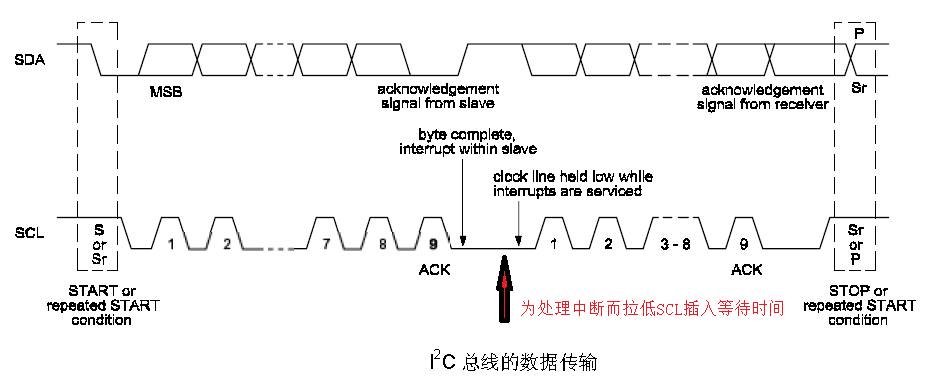 P
SDA
MSB
acknowledgement
signal from slave
acknowledgement
signal from receiver
Sr
byte complete,
interrupt within slave
clock line held low while
interrupts are serviced
SCL
S
or
Sr
1
2
7
8
9
1
2
3 - 8
9
Sr
or
P
ACK
ACK
START or
repeated START
condition
STOP or
repeated START
condition
为处理中断而拉低SCL插入等待时间
I²C 总线的数据传输